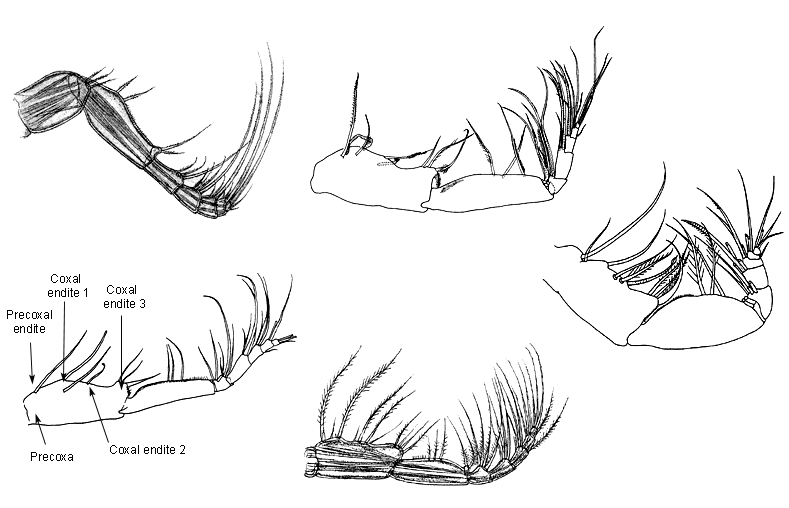 Coxal
endite 1
Coxal
endite 3
Precoxal
endite
Precoxa
Coxal endite 2